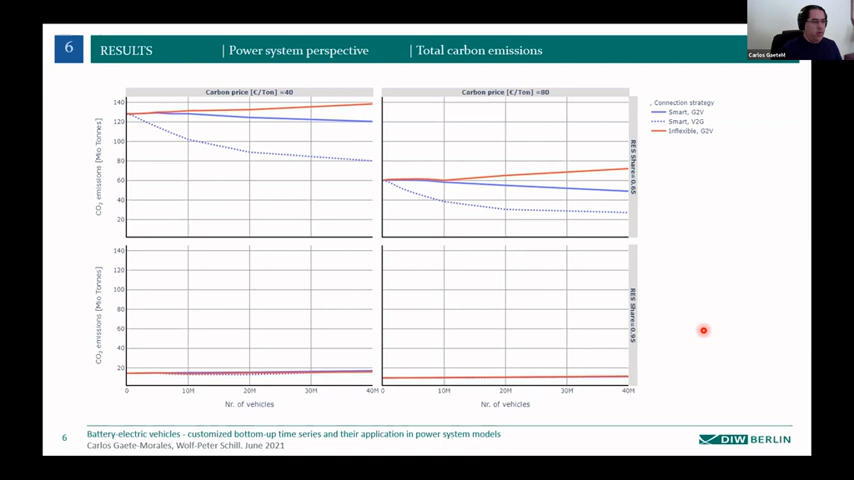 6
RESULTS | Power system perspective | Total carbon emissions
Carlos GaeteM
Carbon price [€/Ton] =40
Carbon price [€/Ton] =80
Connection strategy
Smart, G2V
Smart, V2G
Inflexible, G2V
CO₂ emissions [Mio Tonnes]
140
120
100
80
60
40
20
RES Share=0.65
CO₂ emissions [Mio Tonnes]
140
120
100
80
60
40
20
RES Share=0.95
0 10M 20M 30M 40M 0 10M 20M 30M 40M
Nr. of vehicles
Nr. of vehicles
6
Battery-electric vehicles - customized bottom-up time series and their application in power system models
Carlos Gaete-Morales, Wolf-Peter Schill. June 2021
DIW BERLIN